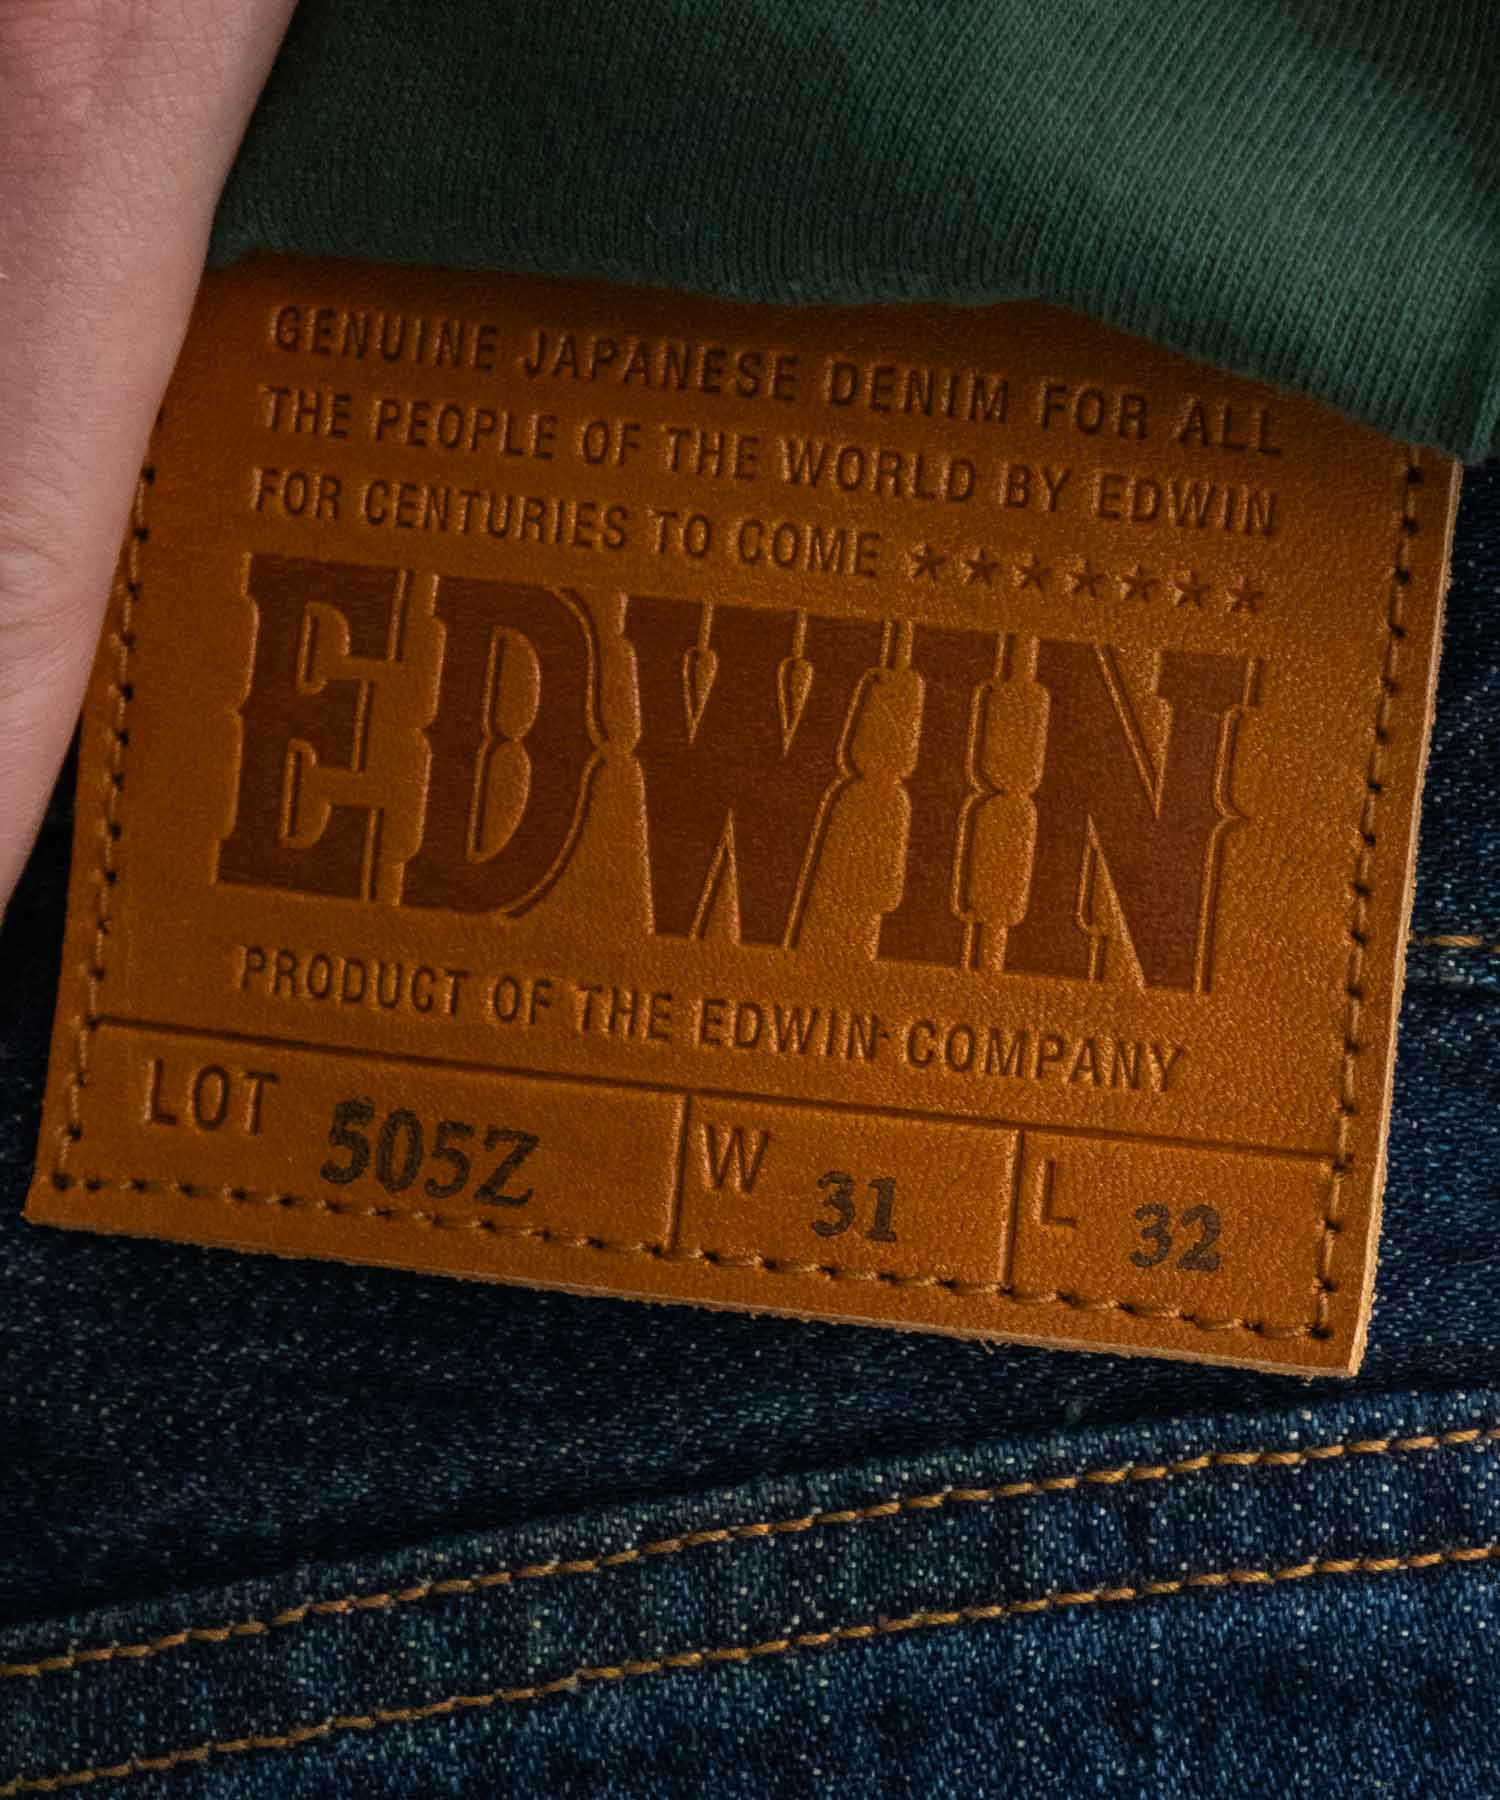 GENUINE JAPANESE DENIM FOR ALL
THE PEOPLE OF THE WORLD BY EDWIN
FOR CENTURIES TO COME ★★★★★★★
EDWIN
PRODUCT OF THE EDWIN COMPANY
LOT 505Z W 31 L 32